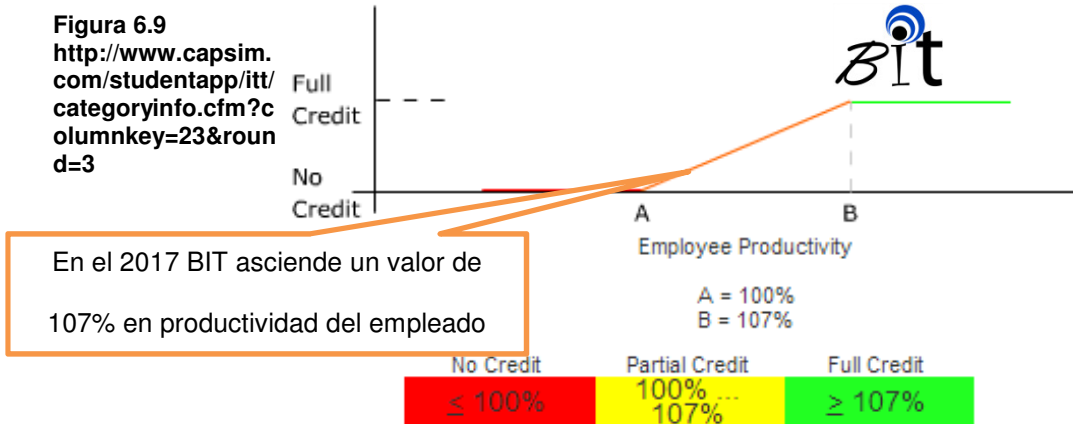 Figura 6.9
http://www.capsim.
com/studentapp/itt/
categoryinfo.cfm?c
olumnkey=23&roun
d=3
BIt
Full
Credit
No
Credit
A
B
Employee Productivity
A = 100%
B = 107%
En el 2017 BIT asciende un valor de
107% en productividad del empleado
No Credit
Partial Credit
Full Credit
≤ 100%
100% ...
107%
≥ 107%